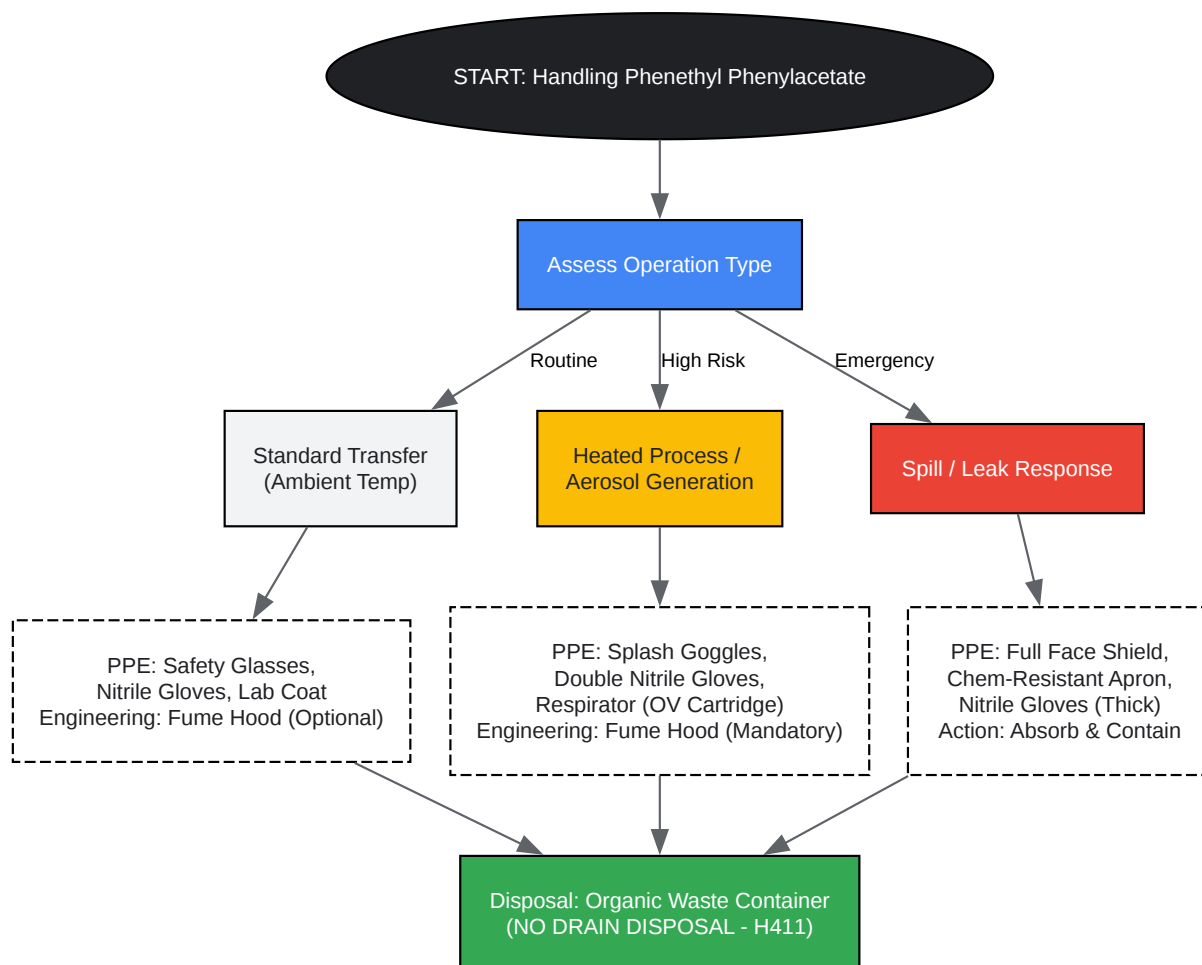 START: Handling Phenethyl Phenylacetate
Assess Operation Type
Routine
High Risk
Emergency
Standard Transfer
(Ambient Temp)
Heated Process /
Aerosol Generation
Spill / Leak Response
PPE: Safety Glasses,
Nitrile Gloves, Lab Coat
Engineering: Fume Hood (Optional)
PPE: Splash Goggles,
Double Nitrile Gloves,
Respirator (OV Cartridge)
Engineering: Fume Hood (Mandatory)
PPE: Full Face Shield,
Chem-Resistant Apron,
Nitrile Gloves (Thick)
Action: Absorb & Contain
Disposal: Organic Waste Container
(NO DRAIN DISPOSAL - H411)